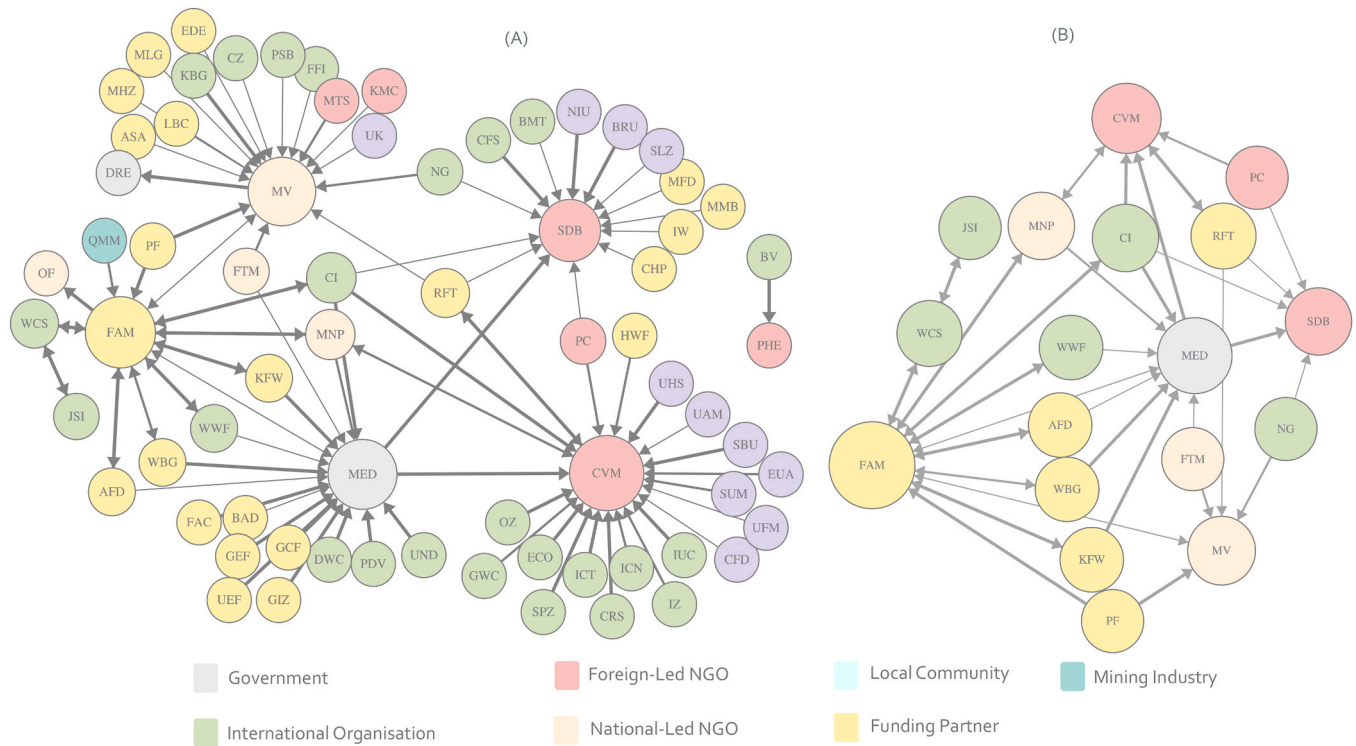 (A)
(B)
EDE
MLG
CZ
PSB
FFI
KBG
MHZ
MTS
KMC
LBC
ASA
UK
DRE
MV
NG
CFS
BMT
NIU
BRU
SLZ
MFD
MMB
SDB
IW
CHP
BV
PHE
QMM
PF
OF
FTM
CI
RFT
WCS
FAM
MNP
PC
HWF
JSI
KFW
WWF
WBG
AFD
MED
CVM
UHS
UAM
SBU
EUA
SUM
UFM
CFD
FAC
BAD
GEF
GCF
DWC
PDV
UND
UEF
GIZ
OZ
GWC
ECO
ICT
ICN
IUC
SPZ
CRS
IZ
CVM
PC
JSI
MNP
CI
RFT
WCS
WWF
MED
SDB
AFD
FAM
WBG
FTM
NG
KFW
MV
PF
Government
Foreign-Led NGO
Local Community
Mining Industry
International Organisation
National-Led NGO
Funding Partner